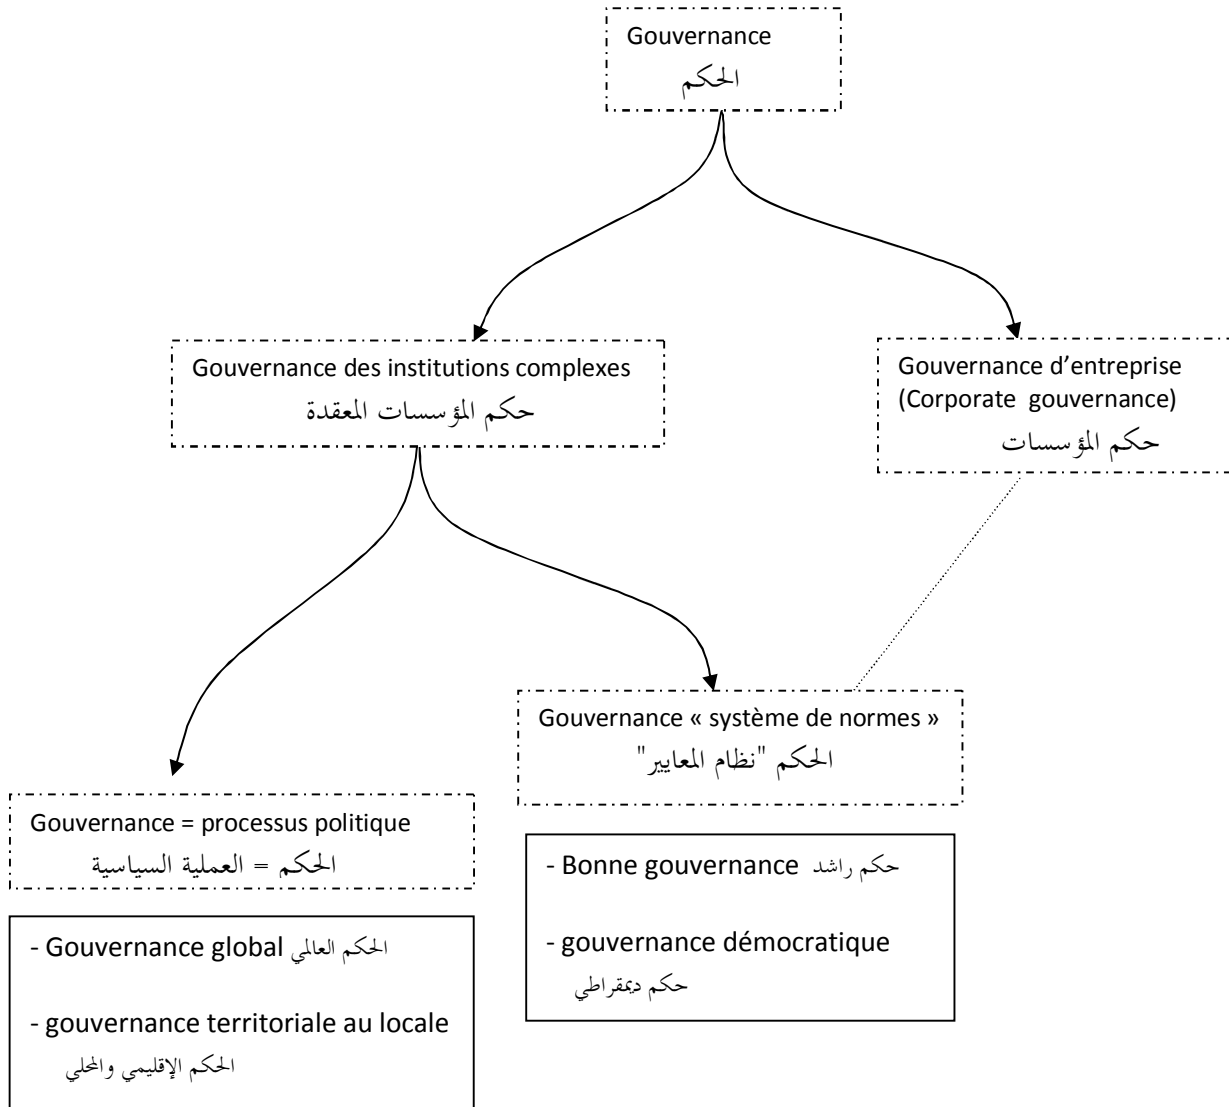 Gouvernance
الحكم
Gouvernance des institutions complexes
حكم المؤسسات المعقدة
Gouvernance d’entreprise
(Corporate gouvernance)
حكم المؤسسات
Gouvernance « système de normes »
الحكم "نظام المعايير"
Gouvernance = processus politique
الحكم = العملية السياسية
- Bonne gouvernance حكم راشد
- gouvernance démocratique
حكم ديمقراطي
- Gouvernance global الحكم العالمي
- gouvernance territoriale au locale
الحكم الإقليمي والمحلي